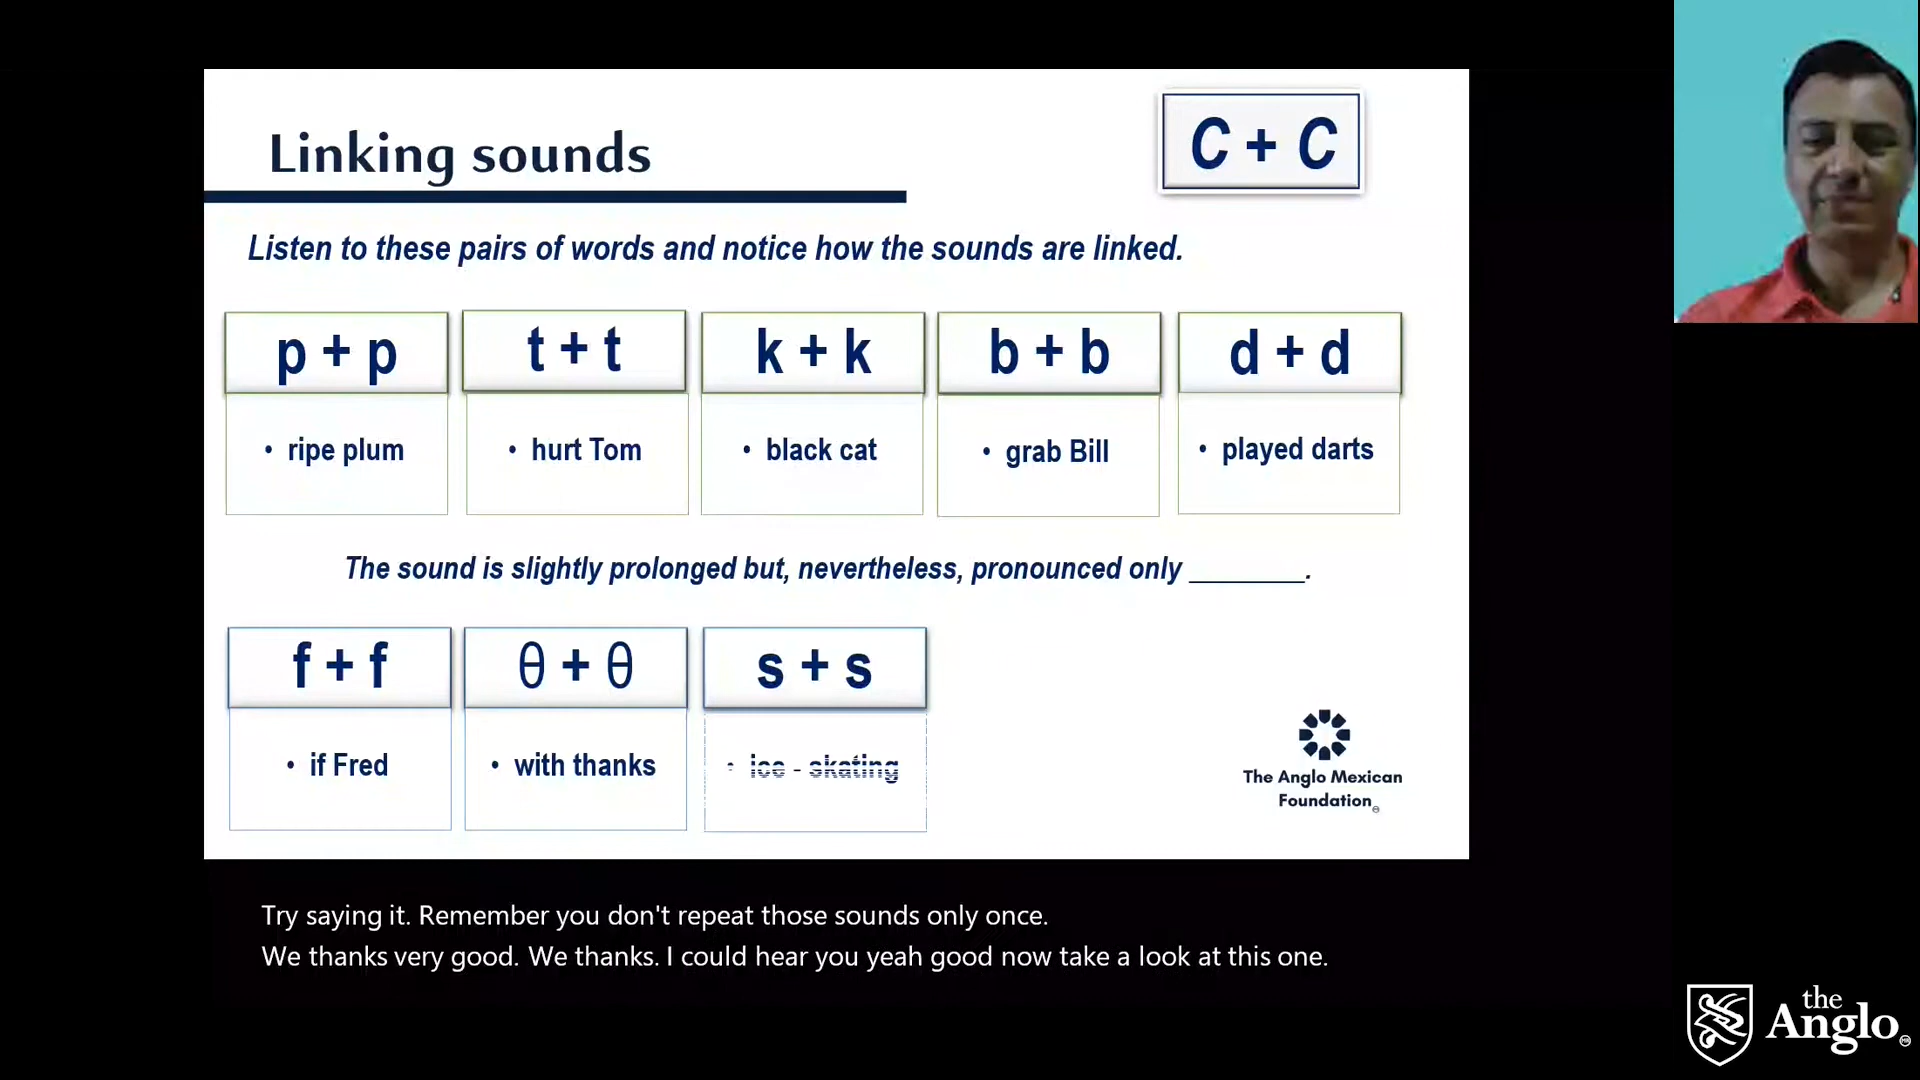 Linking sounds
C + C
Listen to these pairs of words and notice how the sounds are linked.
p + p
t + t
k + k
b + b
d + d
• ripe plum
• hurt Tom
• black cat
• grab Bill
• played darts
The sound is slightly prolonged but, nevertheless, pronounced only _______.
f + f
θ + θ
s + s
• if Fred
• with thanks
• ice - skating
The Anglo Mexican
Foundation
Try saying it. Remember you don't repeat those sounds only once.
We thanks very good. We thanks. I could hear you yeah good now take a look at this one.
the
Anglo